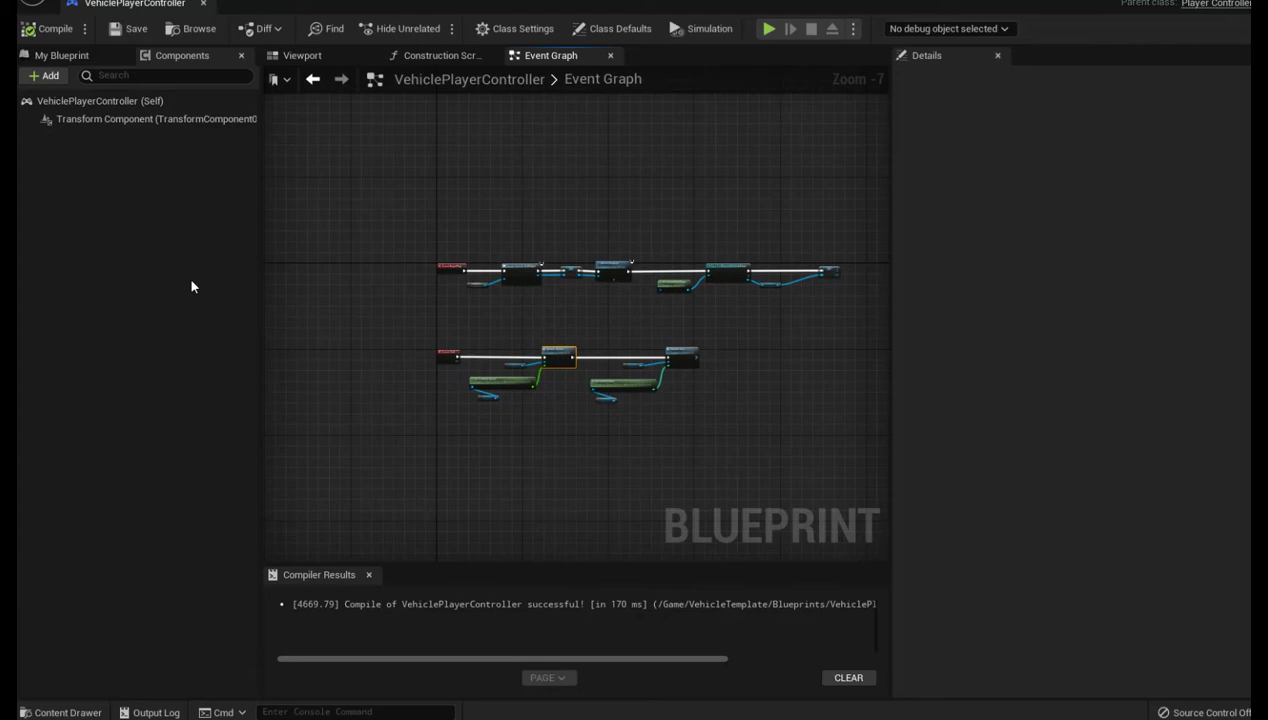 VehiclePlayerController
Parent class: Player Controller
Compile Save Browse Diff Find Hide Unrelated Class Settings Class Defaults Simulation No debug object selected
My Blueprint Components Viewport Construction Scr... Event Graph Details
Add Search VehiclePlayerController > Event Graph Zoom -7
VehiclePlayerController (Self)
Transform Component (TransformComponent0
BLUEPRINT
Compiler Results
[4669.79] Compile of VehiclePlayerController successful! [in 170 ms] (/Game/VehicleTemplate/Blueprints/VehiclePl
PAGE CLEAR
Content Drawer Output Log Cmd Enter Console Command Source Control Off